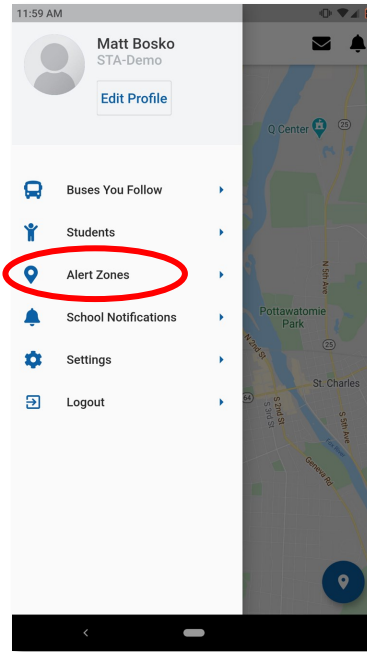 11:59 AM
Matt Bosko
STA-Demo
Edit Profile
Buses You Follow
Students
Alert Zones
School Notifications
Settings
Logout
Q Center
25
N 5th Ave
Pottawatomie
Park
N 2nd St
25
St. Charles
64
S 2nd St
S 3rd St
S 5th Ave
Fox River
Geneva Rd